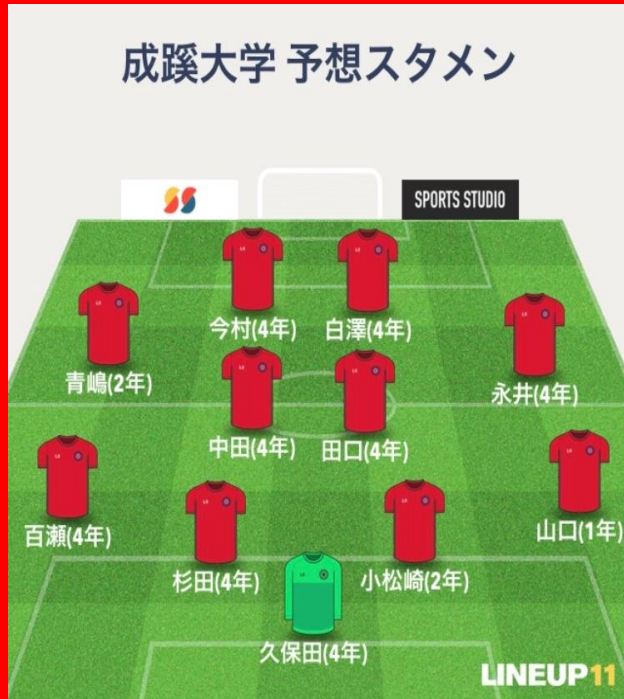 成蹊大学 予想スタメン
SPORTS STUDIO
今村(4年) 白澤(4年)
青嶋(2年)
永井(4年)
中田(4年) 田口(4年)
百瀬(4年)
山口(1年)
杉田(4年) 小松崎(2年)
久保田(4年)
LINEUP11